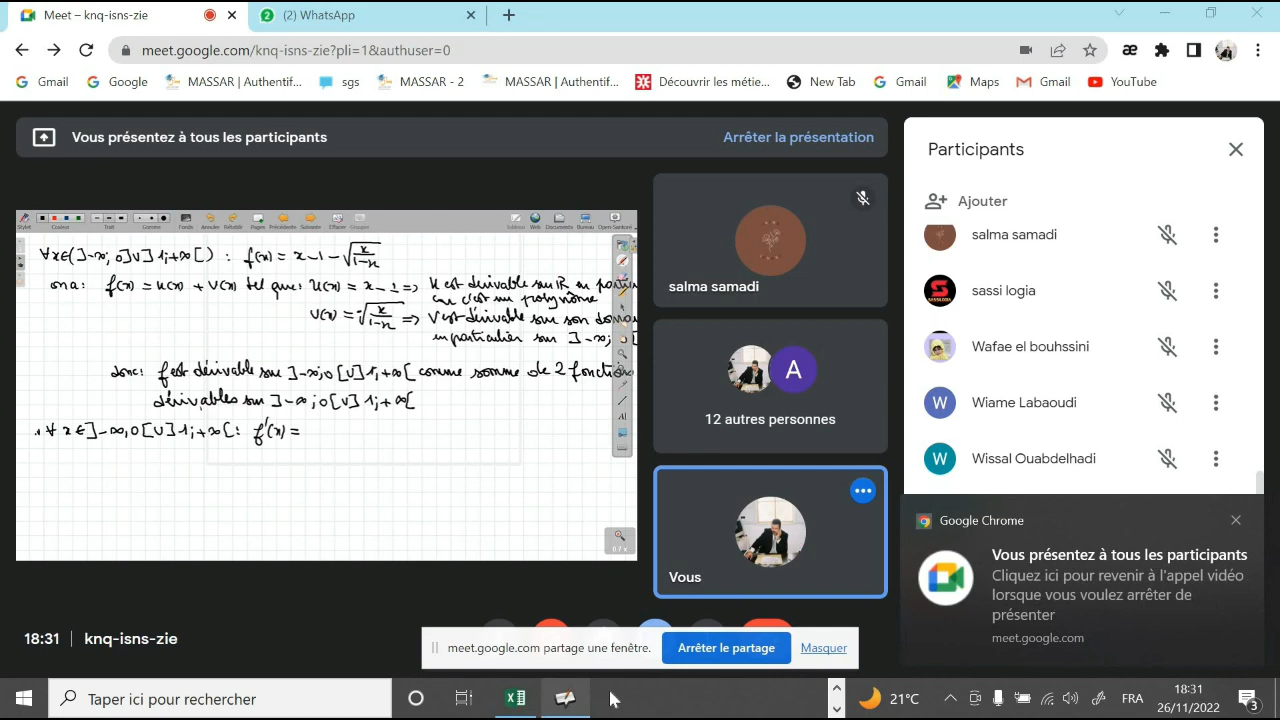 Meet – knq-isns-zie
(2) WhatsApp
meet.google.com/knq-isns-zie?pli=1&authuser=0
Gmail
Google
MASSAR | Authentif...
sgs
MASSAR - 2
MASSAR | Authentif...
Découvrir les métie...
New Tab
Gmail
Maps
Gmail
YouTube
Vous présentez à tous les participants
Arrêter la présentation
∀x∈(]-∞;0]∪]1;+∞[) : f(x) = x-1-√(x/(1-x))
on a: f(x) = u(x) + v(x) tel que: u(x) = x-1 => u est dérivable sur IR en parti
car c'est un polynôme
v(x) = -√(x/(1-x)) => v est dérivable sur son doma
en particulier sur ]-∞;
donc: f est dérivable sur ]-∞;0[∪]1;+∞[ comme somme de 2 fonction
dérivables sur ]-∞;0[∪]1;+∞[
∀x∈]-∞,0[∪]1;+∞[: f'(x) =
salma samadi
A
12 autres personnes
Vous
Participants
Ajouter
salma samadi
sassi logia
Wafae el bouhssini
W
Wiame Labaoudi
W
Wissal Ouabdelhadi
Google Chrome
Vous présentez à tous les participants
Cliquez ici pour revenir à l'appel vidéo
lorsque vous voulez arrêter de
présenter
meet.google.com
18:31
knq-isns-zie
meet.google.com partage une fenêtre.
Arrêter le partage
Masquer
Taper ici pour rechercher
21°C
FRA
18:31
26/11/2022
3